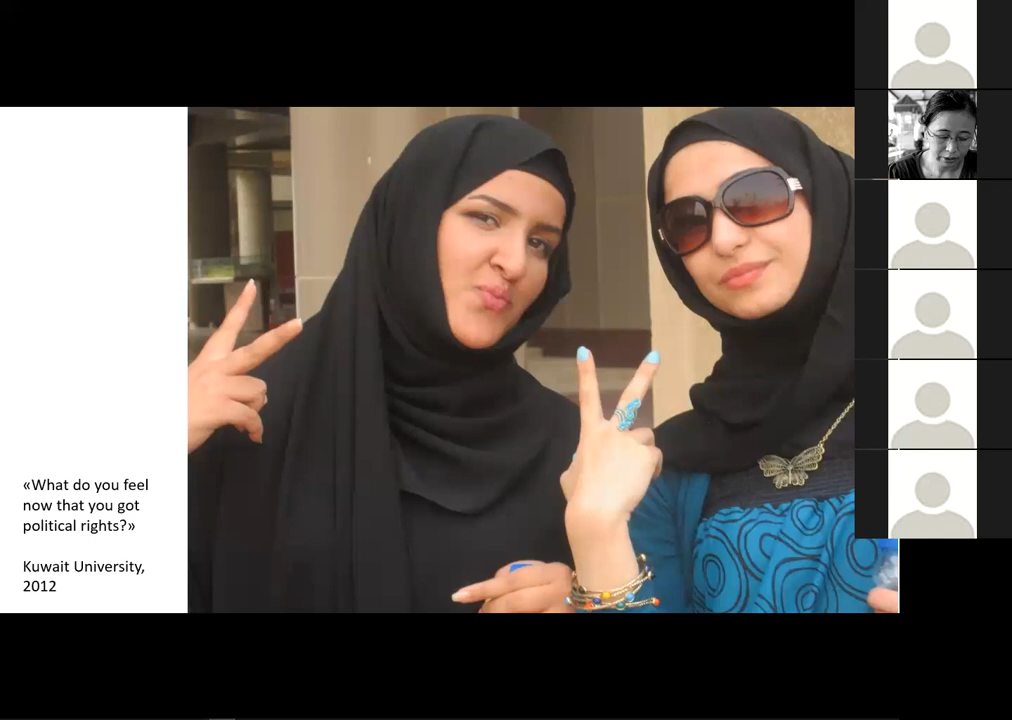 «What do you feel
now that you got
political rights?»
Kuwait University,
2012